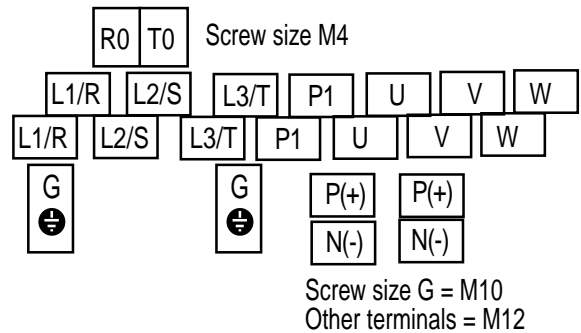 R0 T0 Screw size M4
L1/R L2/S L3/T P1 U V W
L1/R L2/S L3/T P1 U V W
G G P(+) P(+)
N(-) N(-)
Screw size G = M10
Other terminals = M12